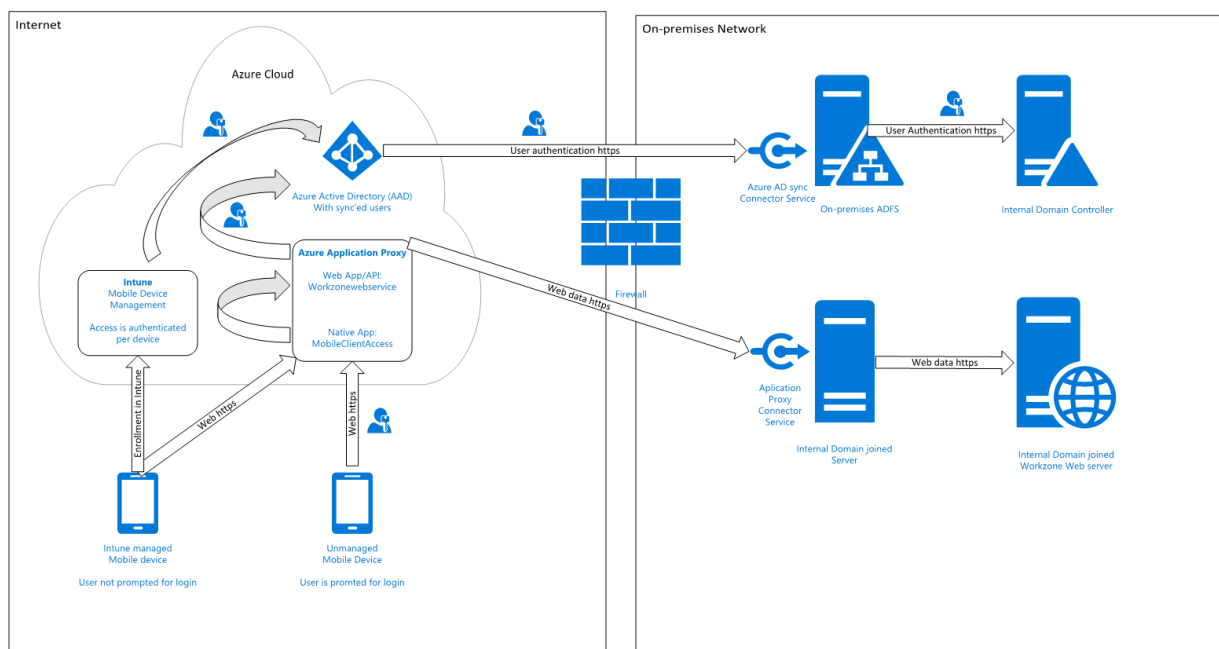 Internet
On-premises Network
Azure Cloud
User authentication https
User Authentication https
Azure Active Directory (AAD)
With sync'ed users
Azure AD sync
Connector Service
On-premises ADFS
Internal Domain Controller
Azure Application Proxy
Web App/API:
Workzonewebservice
Native App:
MobileClientAccess
Intune
Mobile Device
Management
Access is authenticated
per device
Firewall
Web data https
Web data https
Aplication
Proxy
Connector
Service
Internal Domain joined
Server
Internal Domain joined
Workzone Web server
Enrollment in Intune
Web https
Web https
Intune managed
Mobile device
User not prompted for login
Unmanaged
Mobile Device
User is promted for login